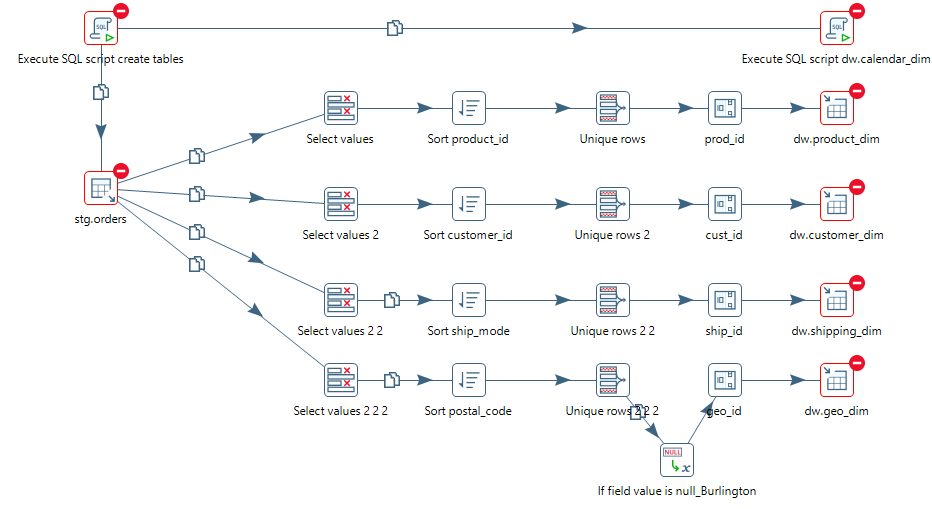 SQL
SQL
Execute SQL script create tables
Execute SQL script dw.calendar_dim
Select values
Sort product_id
Unique rows
prod_id
dw.product_dim
stg.orders
Select values 2
Sort customer_id
Unique rows 2
cust_id
dw.customer_dim
Select values 2 2
Sort ship_mode
Unique rows 2 2
ship_id
dw.shipping_dim
Select values 2 2 2
Sort postal_code
Unique rows 2 2 2
geo_id
dw.geo_dim
NULL
x
If field value is null_Burlington